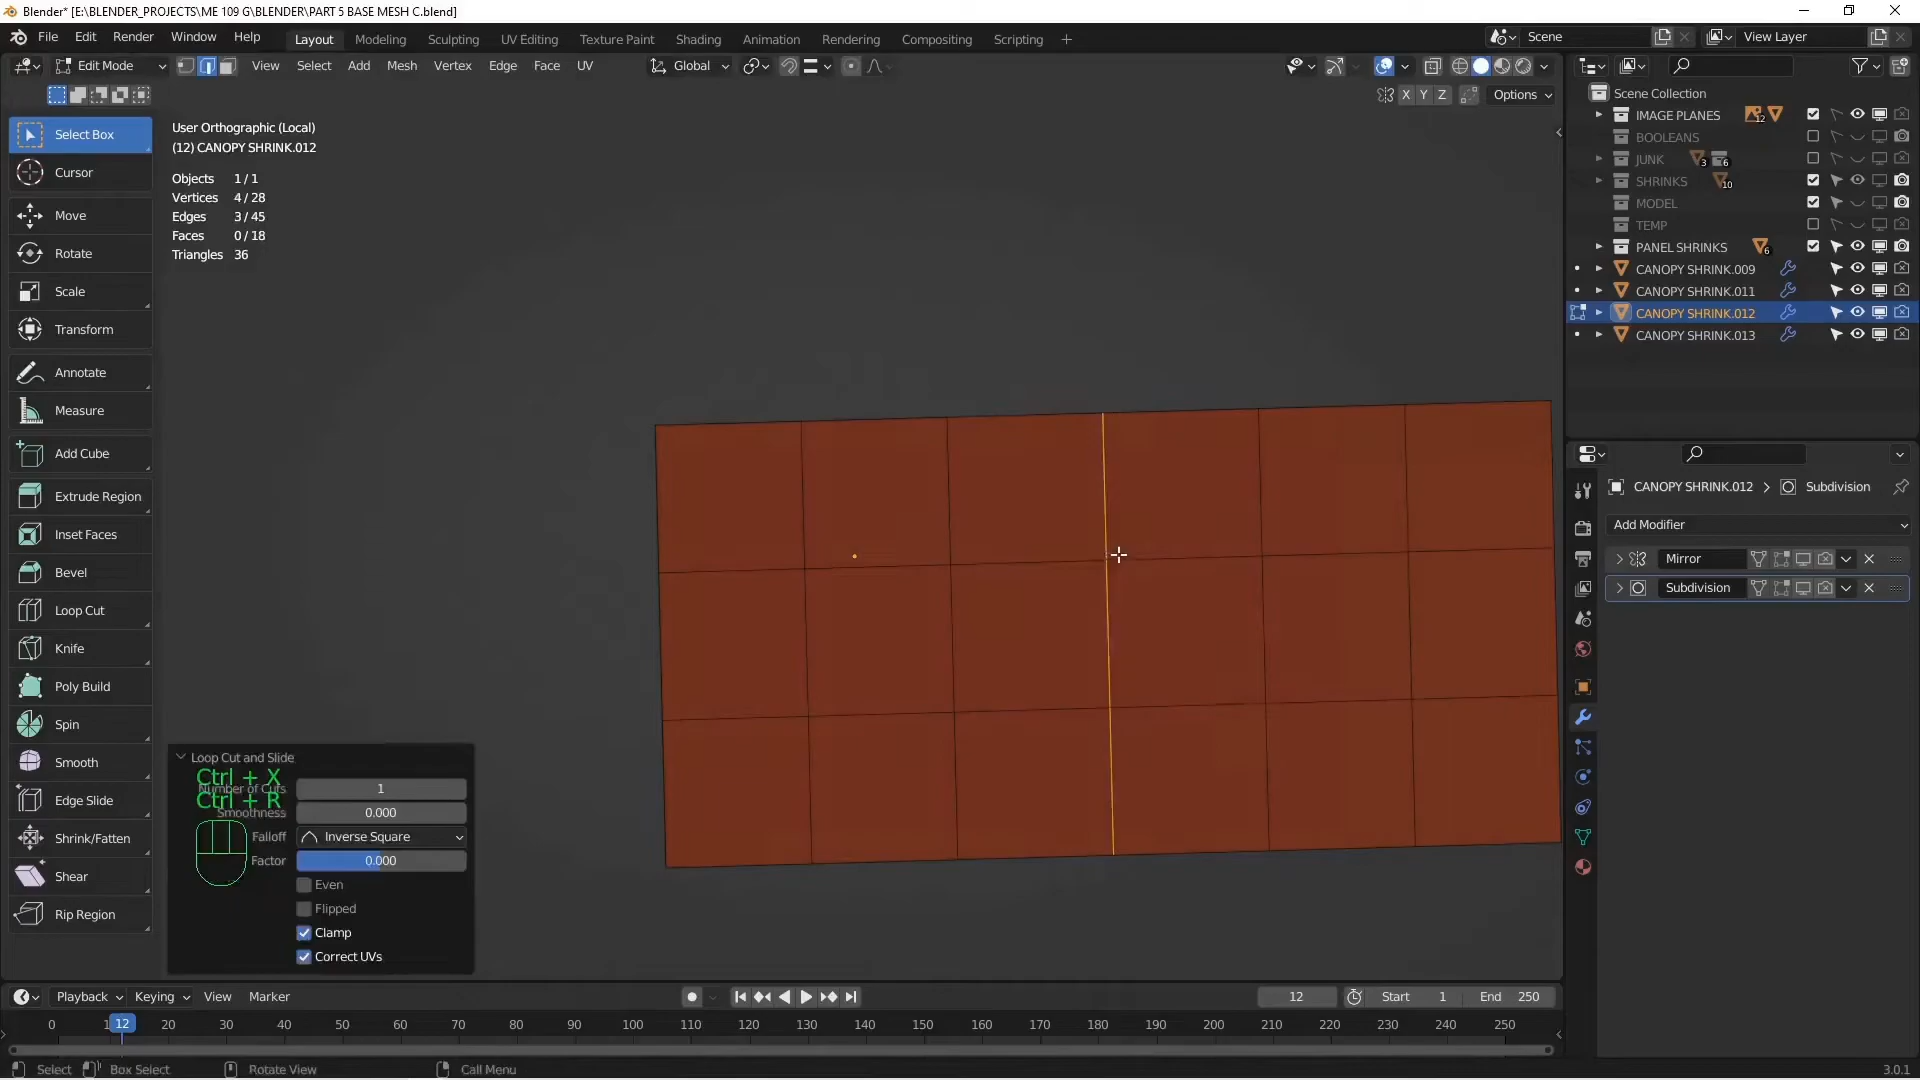 Blender* [E:\BLENDER_PROJECTS\ME 109 G\BLENDER\PART 5 BASE MESH C.blend]
File Edit Render Window Help Layout Modeling Sculpting UV Editing Texture Paint Shading Animation Rendering Compositing Scripting + Scene View Layer
Edit Mode View Select Add Mesh Vertex Edge Face UV Global
X Y Z Options
Scene Collection
IMAGE PLANES 12
BOOLEANS
JUNK 3 6
SHRINKS 10
MODEL
TEMP
PANEL SHRINKS 6
CANOPY SHRINK.009
CANOPY SHRINK.011
CANOPY SHRINK.012
CANOPY SHRINK.013
User Orthographic (Local)
(12) CANOPY SHRINK.012
Objects 1 / 1
Vertices 4 / 28
Edges 3 / 45
Faces 0 / 18
Triangles 36
Select Box
Cursor
Move
Rotate
Scale
Transform
Annotate
Measure
Add Cube
Extrude Region
Inset Faces
Bevel
Loop Cut
Knife
Poly Build
Spin
Smooth
Edge Slide
Shrink/Fatten
Shear
Rip Region
CANOPY SHRINK.012 > Subdivision
Add Modifier
Mirror
Subdivision
Loop Cut and Slide
Ctrl + X
Number of Cuts 1
Ctrl + R
Smoothness 0.000
Falloff Inverse Square
Factor 0.000
Even
Flipped
Clamp
Correct UVs
Playback Keying View Marker 12 Start 1 End 250
0 1 12 20 30 40 50 60 70 80 90 100 110 120 130 140 150 160 170 180 190 200 210 220 230 240 250
Select Box Select Rotate View Call Menu 3.0.1